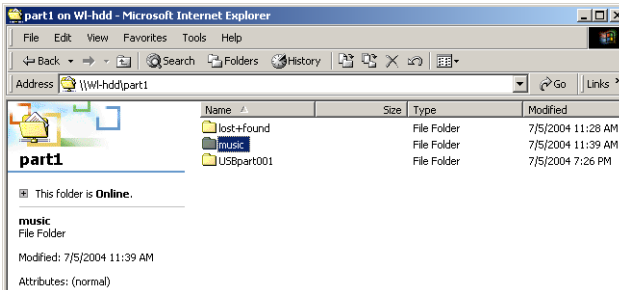 part1 on Wl-hdd - Microsoft Internet Explorer
File Edit View Favorites Tools Help
Back Search Folders History
Address \\Wl-hdd\part1 Go Links »
Name Size Type Modified
lost+found File Folder 7/5/2004 11:28 AM
music File Folder 7/5/2004 11:39 AM
USBpart001 File Folder 7/5/2004 7:26 PM
part1
This folder is Online.
music
File Folder
Modified: 7/5/2004 11:39 AM
Attributes: (normal)